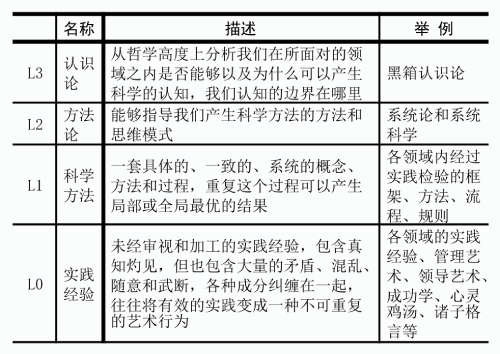 名称 描述 举 例
L3 认识论 从哲学高度上分析我们在所面对的领
域之内是否能够以及为什么可以产生
科学的认知，我们认知的边界在哪里 黑箱认识论
L2 方法论 能够指导我们产生科学方法的方法和
思维模式 系统论和系统
科学
L1 科学
方法 一套具体的、一致的、系统的概念、
方法和过程，重复这个过程可以产生
局部或全局最优的结果 各领域内经过
实践检验的框
架、方法、流
程、规则
L0 实践
经验 未经审视和加工的实践经验，包含真
知灼见，但也包含大量的矛盾、混乱、
随意和武断，各种成分纠缠在一起，
往往将有效的实践变成一种不可重复
的艺术行为 各领域的实践
经验、管理艺
术、领导艺术、
成功学、心灵
鸡汤、诸子格
言等